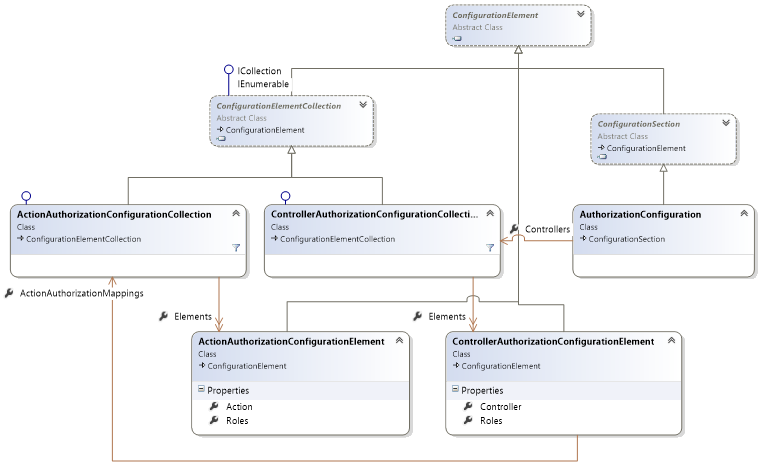 ConfigurationElement
Abstract Class
ICollection
IEnumerable
ConfigurationElementCollection
Abstract Class
ConfigurationElement
ConfigurationSection
Abstract Class
ConfigurationElement
ActionAuthorizationConfigurationCollection
Class
ConfigurationElementCollection
ControllerAuthorizationConfigurationCollecti...
Class
ConfigurationElementCollection
Controllers
AuthorizationConfiguration
Class
ConfigurationSection
ActionAuthorizationMappings
Elements
Elements
ActionAuthorizationConfigurationElement
Class
ConfigurationElement
Properties
Action
Roles
ControllerAuthorizationConfigurationElement
Class
ConfigurationElement
Properties
Controller
Roles